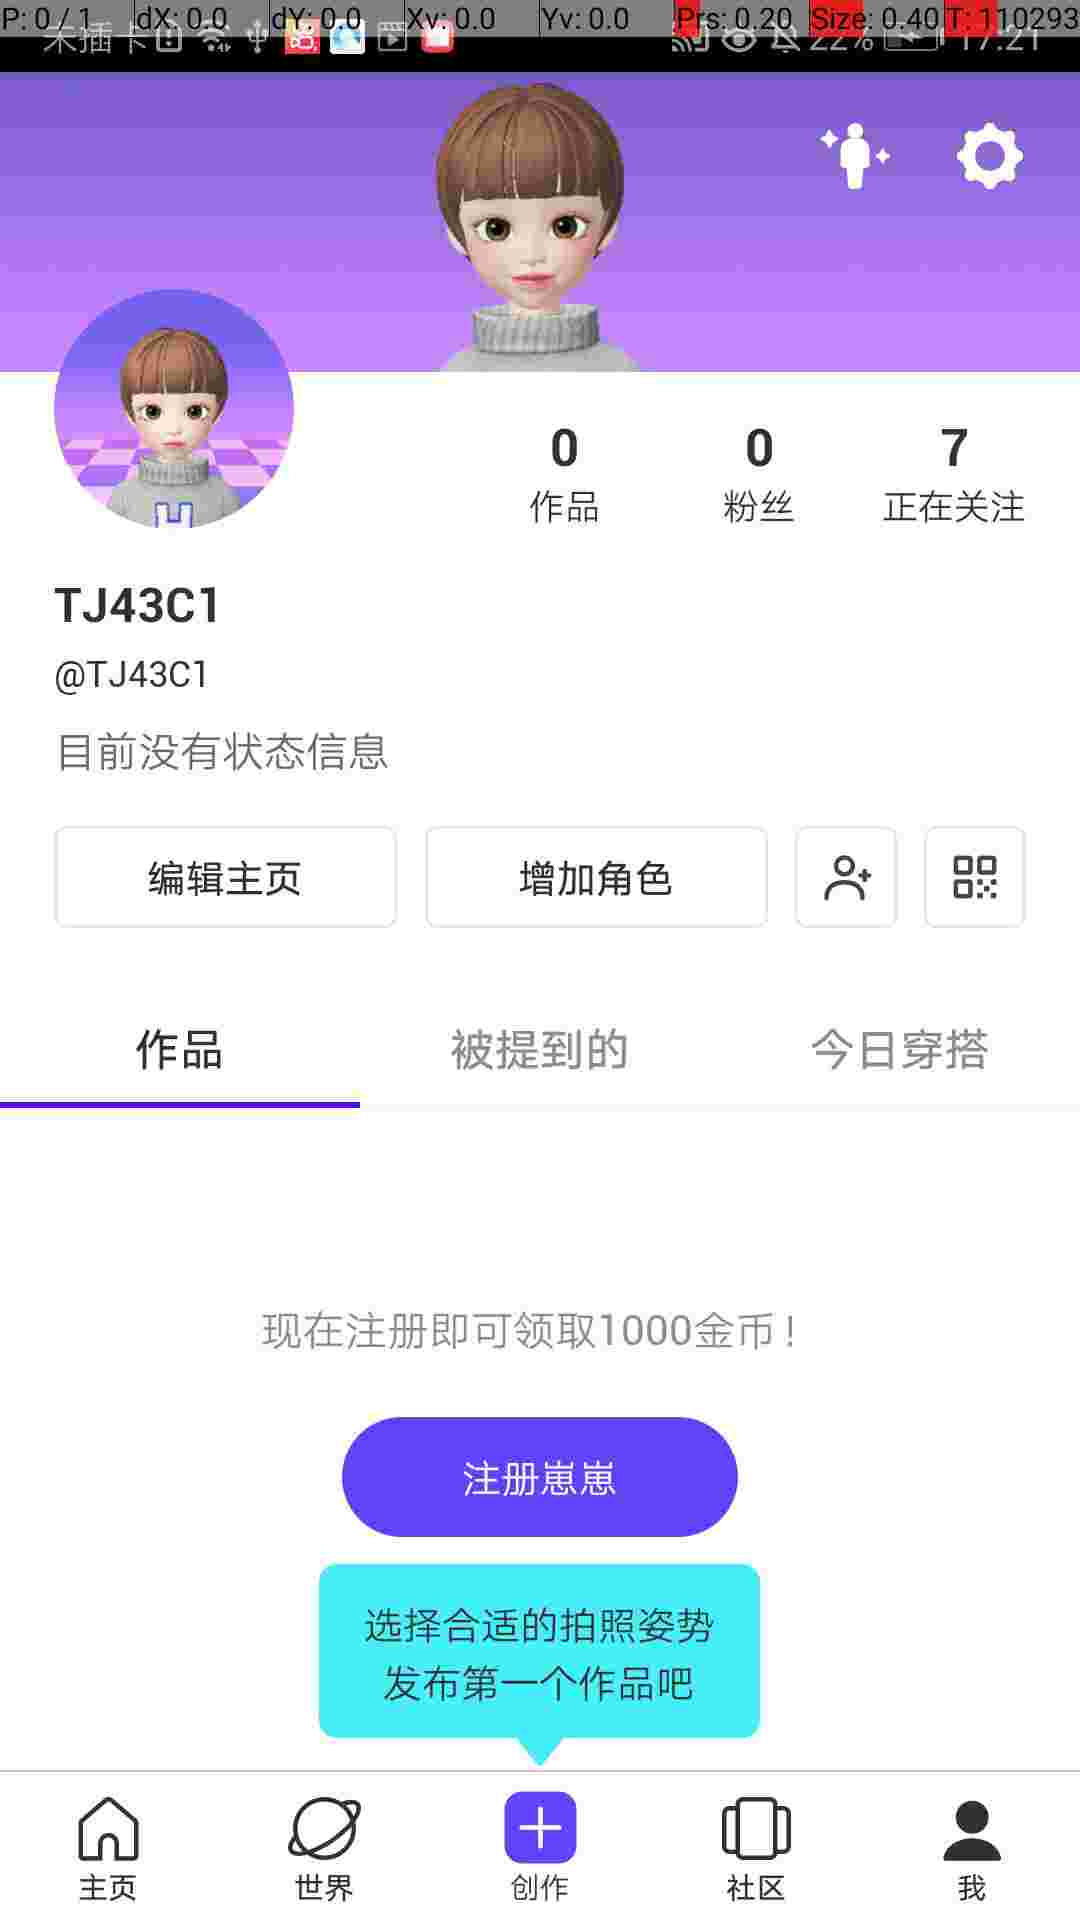 P: 0 / 1 dX: 0.0 dY: 0.0 Xv: 0.0 Yv: 0.0 Prs: 0.20 Size: 0.40 T: 110293
未插卡 22% 17:21
0 0 7
作品 粉丝 正在关注
TJ43C1
@TJ43C1
目前没有状态信息
编辑主页 增加角色
作品 被提到的 今日穿搭
现在注册即可领取1000金币！
注册崽崽
选择合适的拍照姿势
发布第一个作品吧
主页 世界 创作 社区 我